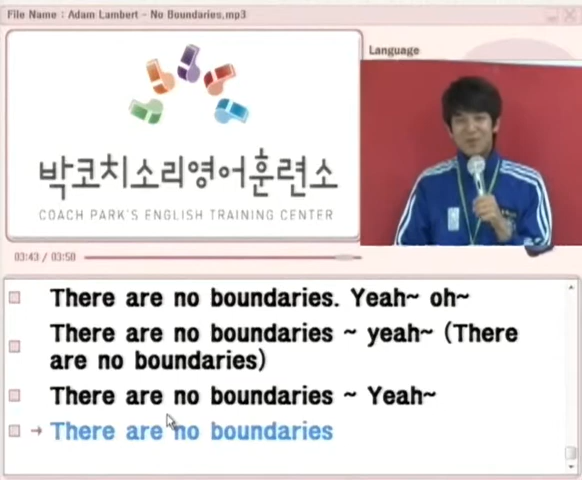 File Name : Adam Lambert - No Boundaries.mp3
Language
박코치소리영어훈련소
COACH PARK'S ENGLISH TRAINING CENTER
03:43 / 03:50
There are no boundaries. Yeah~ oh~
There are no boundaries ~ yeah~ (There
are no boundaries)
There are no boundaries ~ Yeah~
→ There are no boundaries